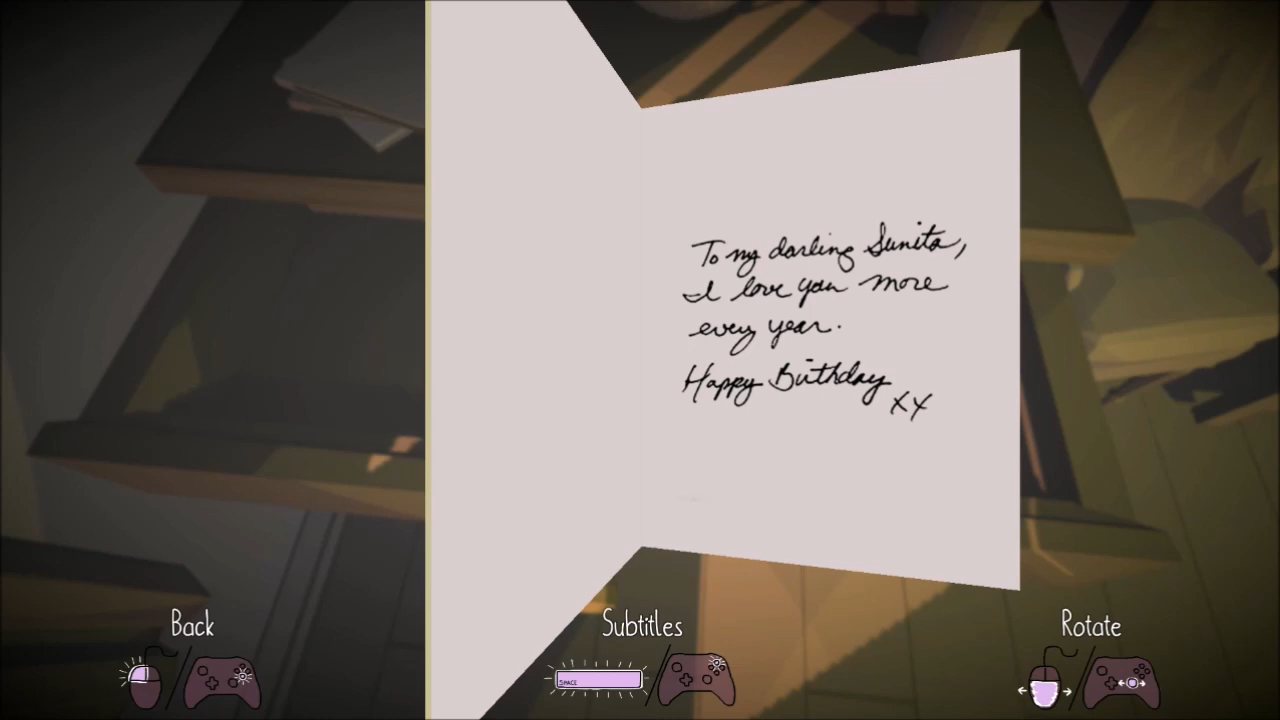 To my darling Sunita,
I love you more
every year.
Happy Birthday
xx
Back
Subtitles
Rotate
SPACE